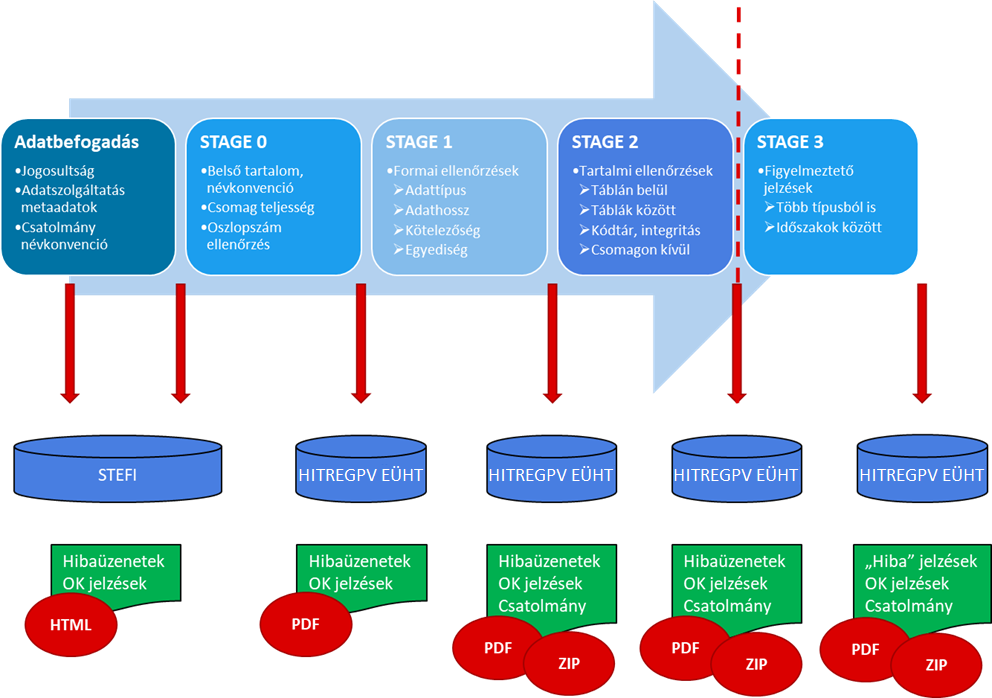 Adatbefogadás
•Jogosultság
•Adatszolgáltatás
metaadatok
•Csatolmány
névkonvenció
STAGE 0
•Belső tartalom,
névkonvenció
•Csomag teljesség
•Oszlopszám
ellenőrzés
STAGE 1
•Formai ellenőrzések
➢Adattípus
➢Adathossz
➢Kötelezőség
➢Egyediség
STAGE 2
•Tartalmi ellenőrzések
➢Táblán belül
➢Táblák között
➢Kódtár, integritás
➢Csomagon kívül
STAGE 3
•Figyelmeztető
jelzések
➢Több típusból is
➢Időszakok között
STEFI
HITREGPV EÜHT
HITREGPV EÜHT
HITREGPV EÜHT
HITREGPV EÜHT
Hibaüzenetek
OK jelzések
HTML
Hibaüzenetek
OK jelzések
PDF
Hibaüzenetek
OK jelzések
Csatolmány
PDF
ZIP
Hibaüzenetek
OK jelzések
Csatolmány
PDF
ZIP
„Hiba” jelzések
OK jelzések
Csatolmány
PDF
ZIP